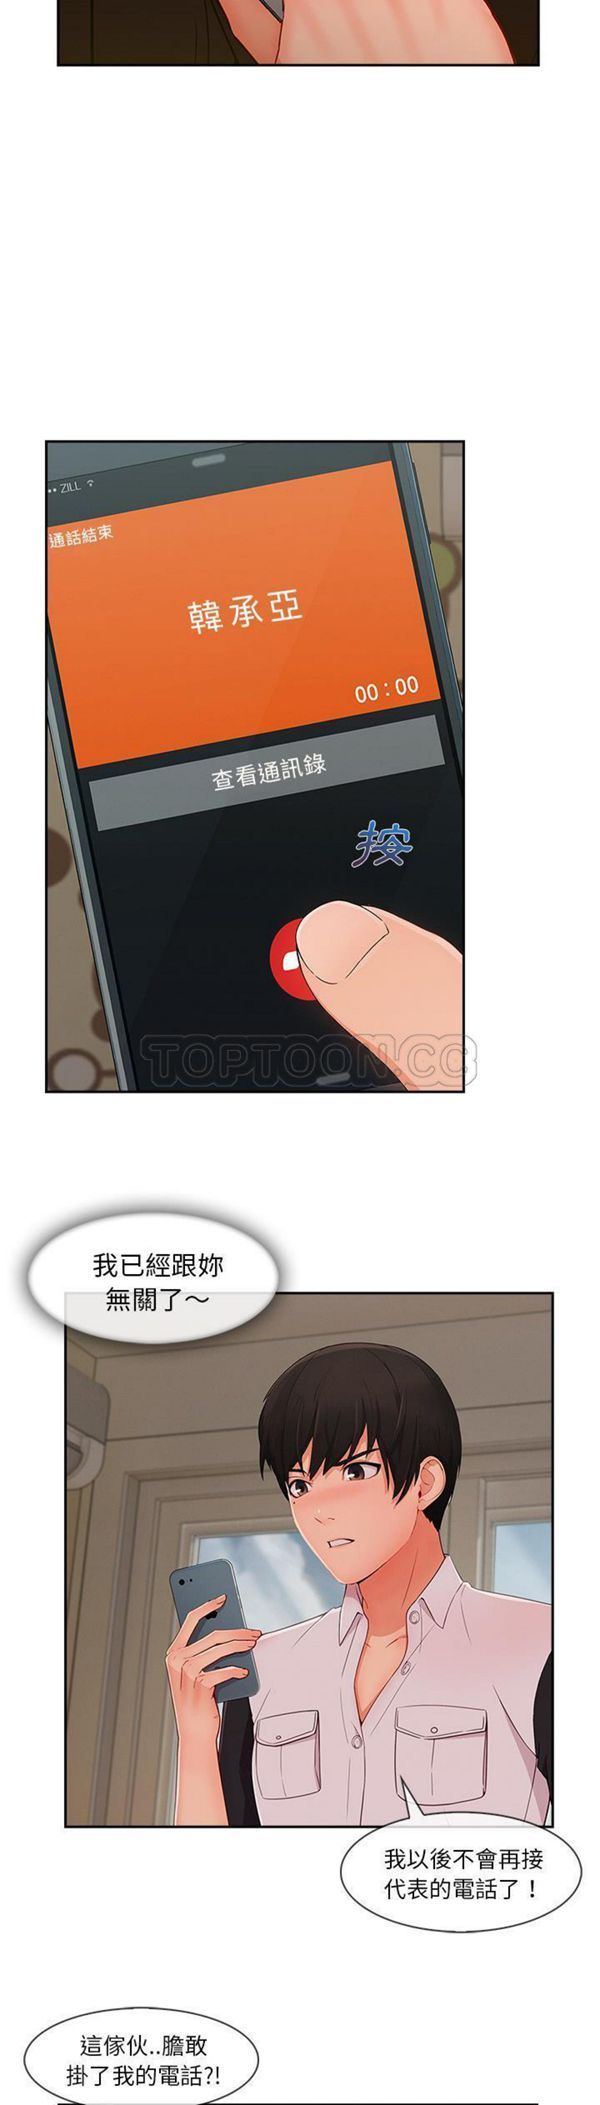 ZILL
通話結束
韓承亞
00:00
查看通訊錄
按
TOPTOON.CC
我已經跟妳
無關了～
我以後不會再接
代表的電話了！
這傢伙..膽敢
掛了我的電話?!